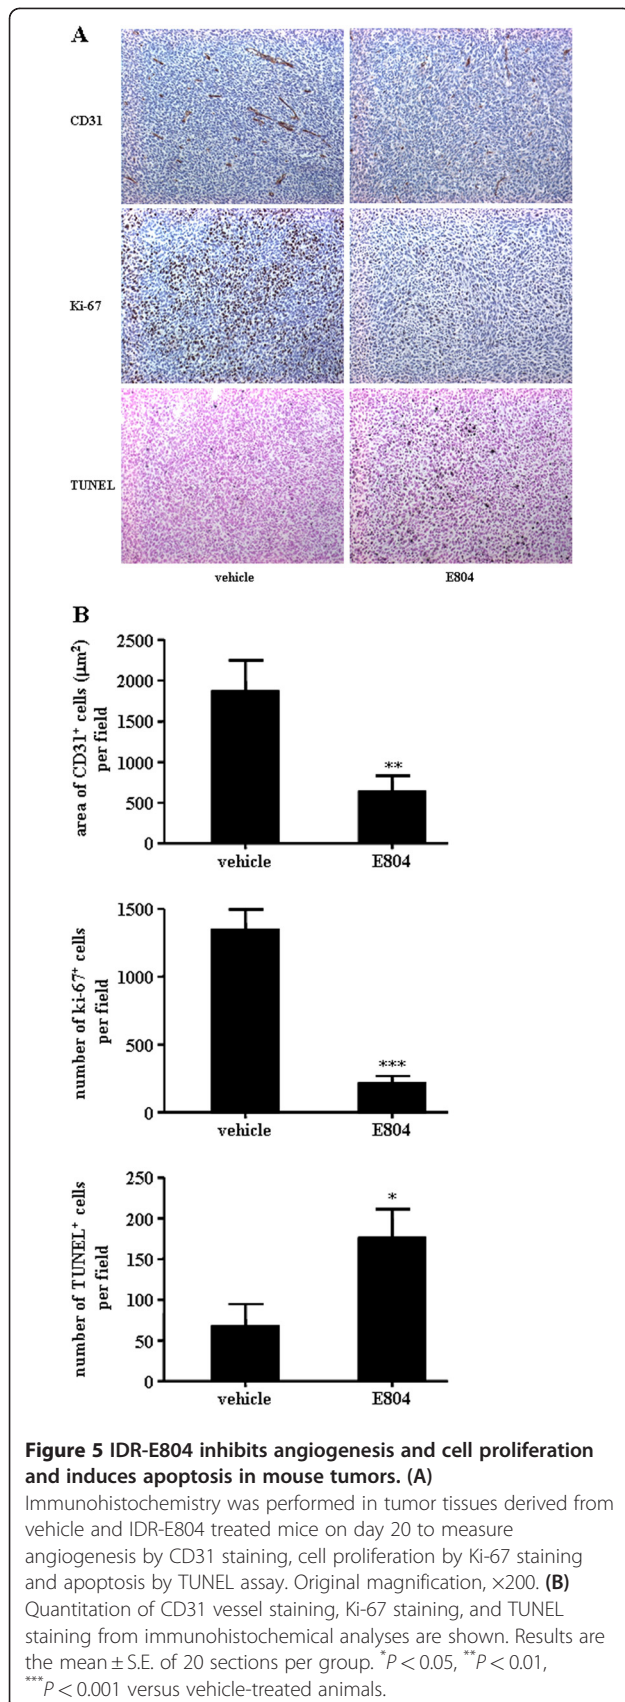 A
CD31
Ki-67
TUNEL
vehicle E804
B
area of CD31⁺ cells (μm²)
per field
2500
2000
1500
1000
500
0
**
vehicle E804
number of ki-67⁺ cells
per field
1500
1000
500
0
***
vehicle E804
number of TUNEL⁺ cells
per field
250
200
150
100
50
0
*
vehicle E804
Figure 5 IDR-E804 inhibits angiogenesis and cell proliferation
and induces apoptosis in mouse tumors. (A)
Immunohistochemistry was performed in tumor tissues derived from
vehicle and IDR-E804 treated mice on day 20 to measure
angiogenesis by CD31 staining, cell proliferation by Ki-67 staining
and apoptosis by TUNEL assay. Original magnification, ×200. (B)
Quantitation of CD31 vessel staining, Ki-67 staining, and TUNEL
staining from immunohistochemical analyses are shown. Results are
the mean ± S.E. of 20 sections per group. *P < 0.05, **P < 0.01,
***P < 0.001 versus vehicle-treated animals.